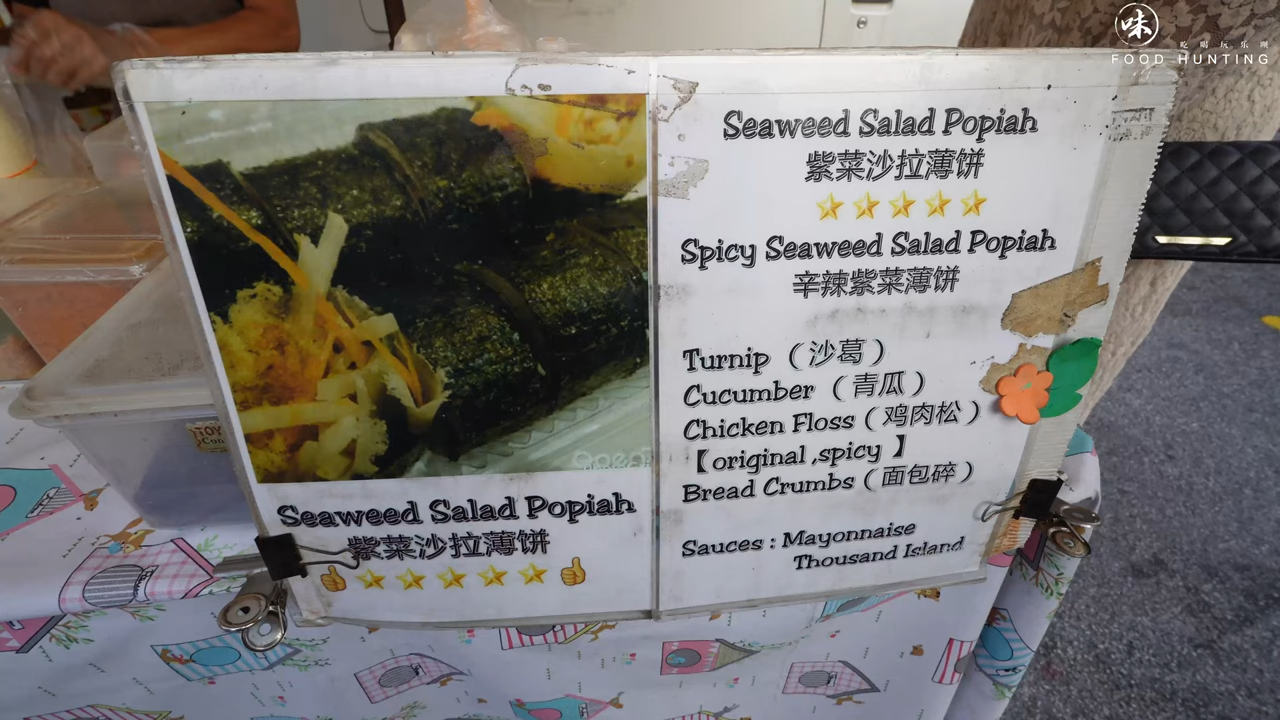 味
吃喝玩乐呗
FOOD HUNTING
Seaweed Salad Popiah
紫菜沙拉薄饼
Seaweed Salad Popiah
紫菜沙拉薄饼
Spicy Seaweed Salad Popiah
辛辣紫菜薄饼
Turnip （沙葛）
Cucumber （青瓜）
Chicken Floss（鸡肉松）
【original ,spicy 】
Bread Crumbs（面包碎）
Sauces : Mayonnaise
Thousand Island